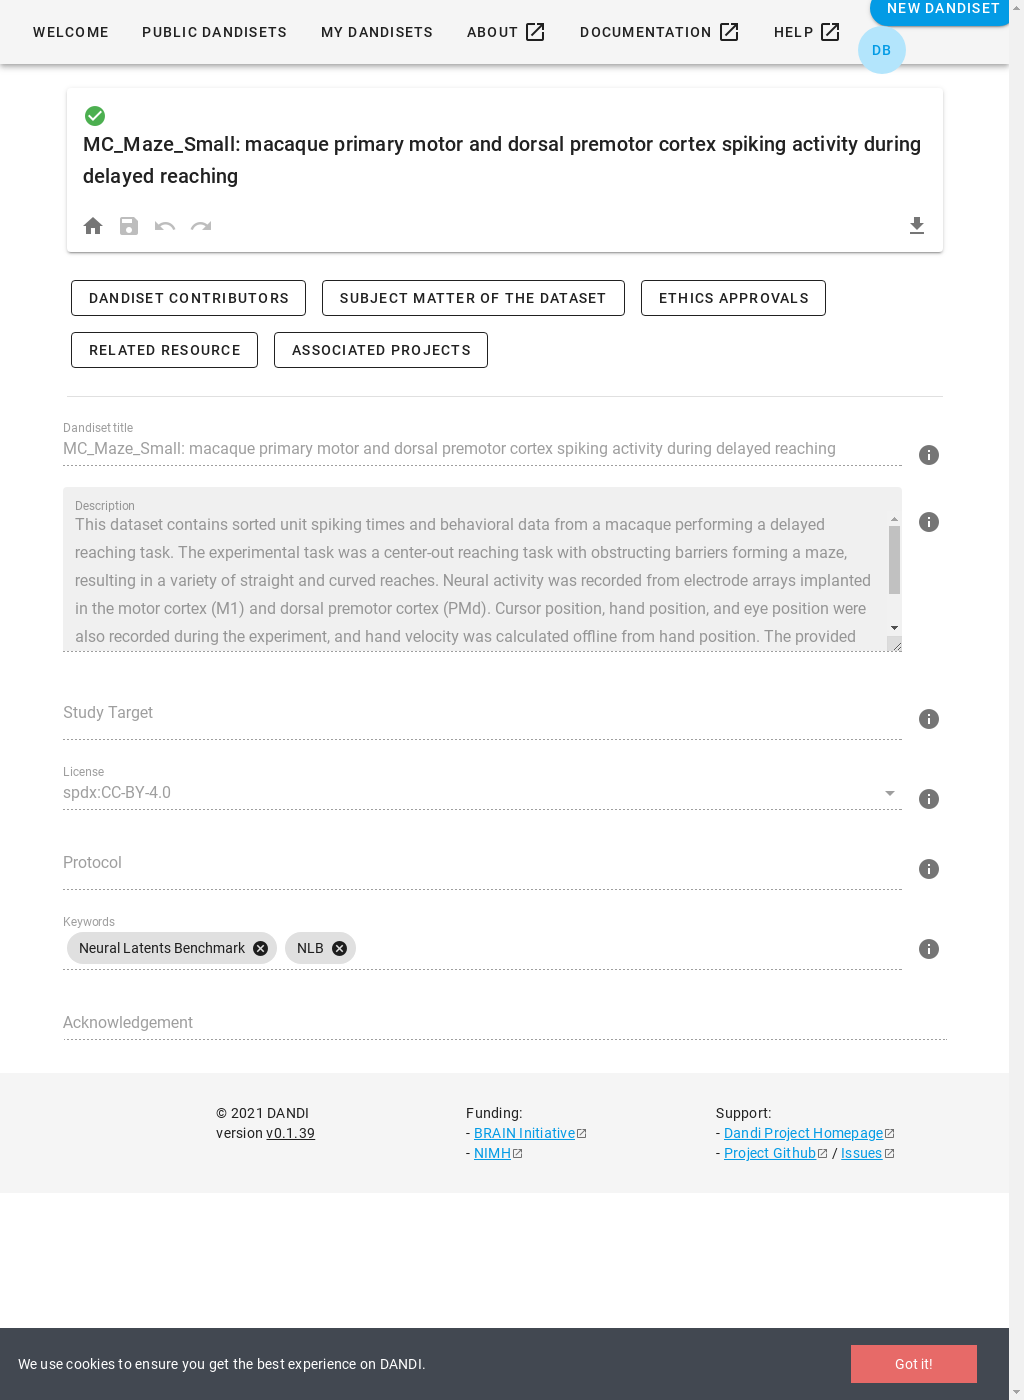 WELCOME PUBLIC DANDISETS MY DANDISETS ABOUT DOCUMENTATION HELP NEW DANDISET
DB
MC_Maze_Small: macaque primary motor and dorsal premotor cortex spiking activity during
delayed reaching
DANDISET CONTRIBUTORS SUBJECT MATTER OF THE DATASET ETHICS APPROVALS
RELATED RESOURCE ASSOCIATED PROJECTS
Dandiset title
MC_Maze_Small: macaque primary motor and dorsal premotor cortex spiking activity during delayed reaching
Description
This dataset contains sorted unit spiking times and behavioral data from a macaque performing a delayed
reaching task. The experimental task was a center-out reaching task with obstructing barriers forming a maze,
resulting in a variety of straight and curved reaches. Neural activity was recorded from electrode arrays implanted
in the motor cortex (M1) and dorsal premotor cortex (PMd). Cursor position, hand position, and eye position were
also recorded during the experiment, and hand velocity was calculated offline from hand position. The provided
Study Target
License
spdx:CC-BY-4.0
Protocol
Keywords
Neural Latents Benchmark NLB
Acknowledgement
© 2021 DANDI Funding: Support:
version v0.1.39 - BRAIN Initiative - Dandi Project Homepage
- NIMH - Project Github / Issues
We use cookies to ensure you get the best experience on DANDI. Got it!